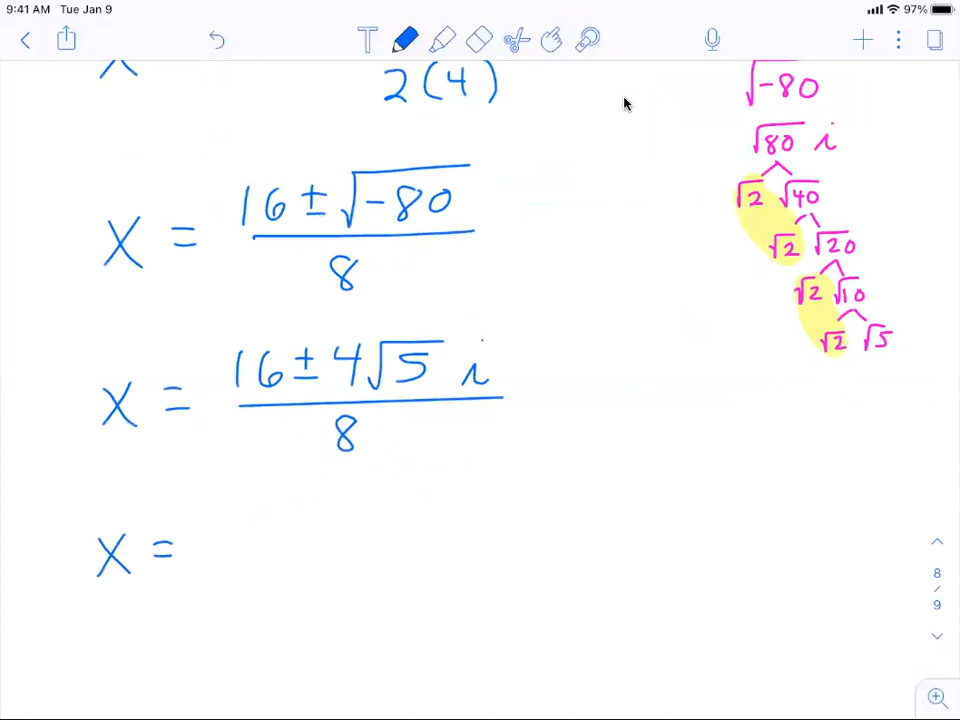 9:41 AM Tue Jan 9
97%
T
X
2(4)
X = 16 ± √-80
8
X = 16 ± 4√5 i
8
X =
√-80
√80 i
√2 √40
√2 √20
√2 √10
√2 √5
8
/
9